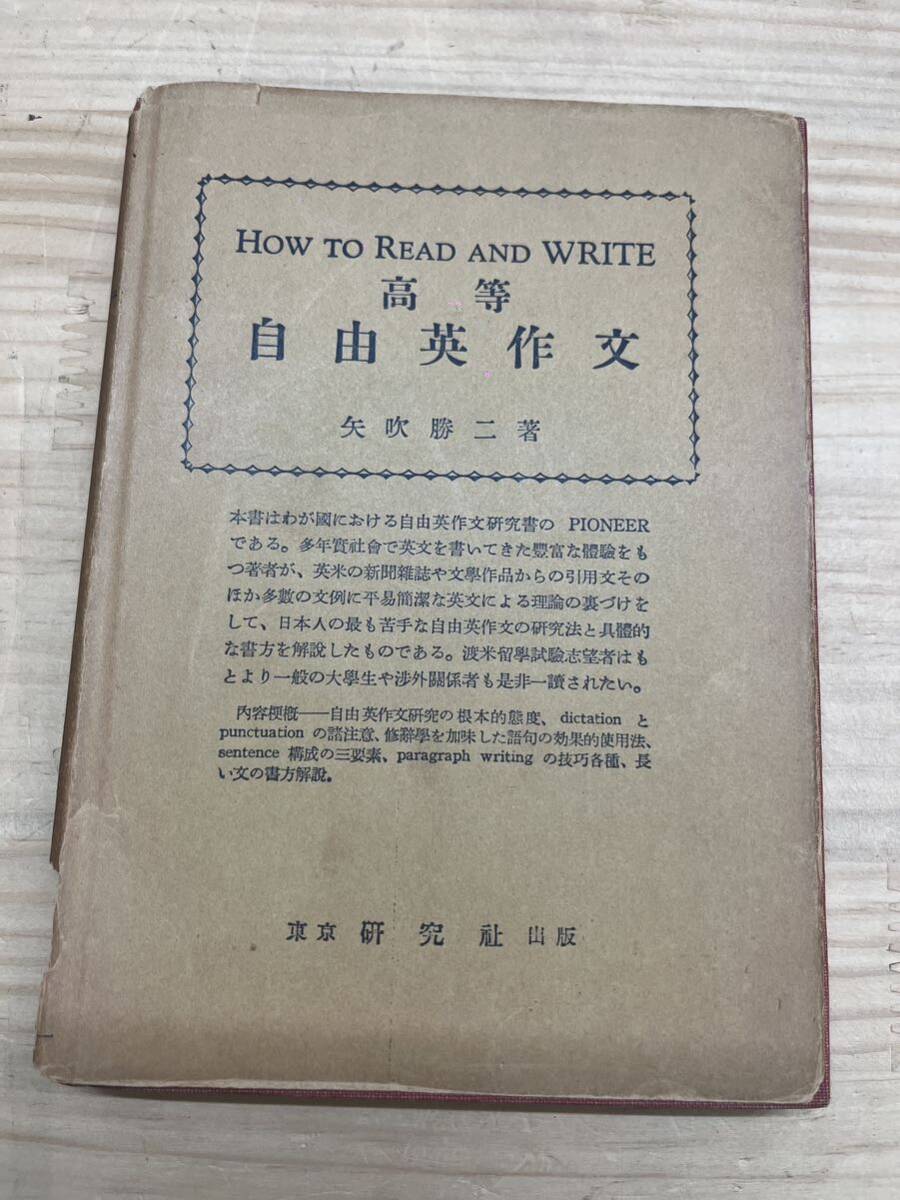 HOW TO READ AND WRITE
高等
自由英作文
矢吹勝二著
本書はわが國における自由英作文研究書の PIONEER
である。多年實社會で英文を書いてきた豐富な體驗をも
つ著者が、英米の新聞雜誌や文學作品からの引用文その
ほか多數の文例に平易簡潔な英文による理論の裏づけを
して、日本人の最も苦手な自由英作文の研究法と具體的
な書方を解說したものである。渡米留學試驗志望者はも
とより一般の大學生や涉外關係者も是非一讀されたい。
內容梗槪——自由英作文研究の根本的態度、dictation と
punctuation の諸注意、修辭學を加味した語句の効果的使用法、
sentence 構成の三要素、paragraph writing の技巧各種、長
い文の書方解說。
東京 硏究社 出版